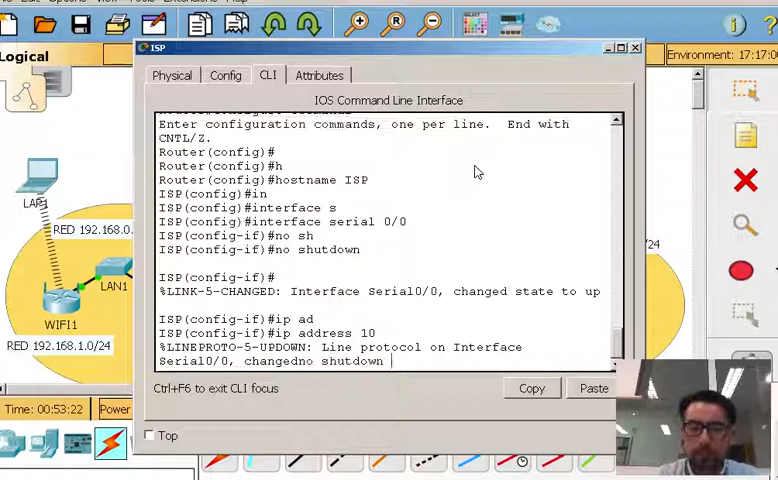 Options View Tools Extensions Help
Logical
Environment: 17:17:0
ISP
Physical Config CLI Attributes
IOS Command Line Interface
Enter configuration commands, one per line. End with
CNTL/Z.
Router(config)#
Router(config)#h
Router(config)#hostname ISP
ISP(config)#in
ISP(config)#interface s
ISP(config)#interface serial 0/0
ISP(config-if)#no sh
ISP(config-if)#no shutdown
ISP(config-if)#
%LINK-5-CHANGED: Interface Serial0/0, changed state to up
ISP(config-if)#ip ad
ISP(config-if)#ip address 10
%LINEPROTO-5-UPDOWN: Line protocol on Interface
Serial0/0, changedno shutdown
Ctrl+F6 to exit CLI focus
Copy
Paste
Top
LAP1
RED 192.168.0.
LAN1
WIFI1
RED 192.168.1.0/24
/24
Time: 00:53:22
Power